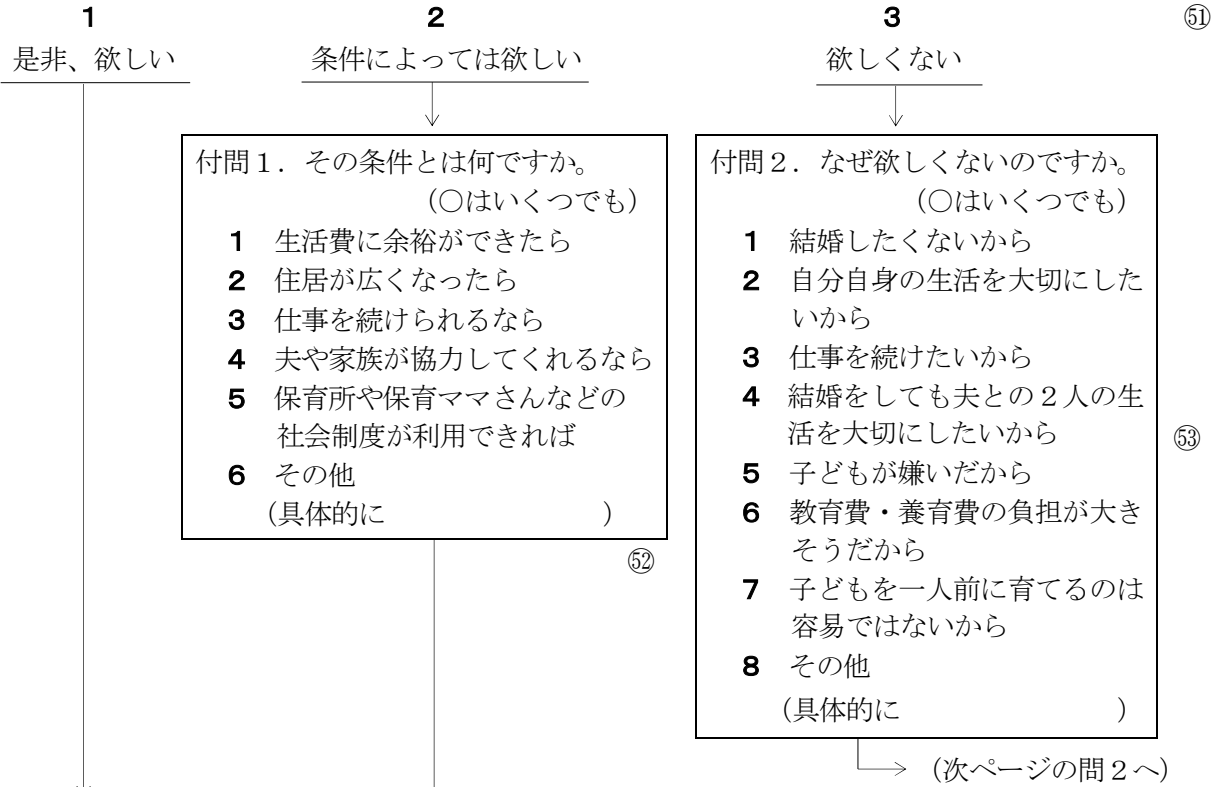 1 2 3 ㊿+1
是非、欲しい 条件によっては欲しい 欲しくない
付問１．その条件とは何ですか。
（○はいくつでも）
1 生活費に余裕ができたら
2 住居が広くなったら
3 仕事を続けられるなら
4 夫や家族が協力してくれるなら
5 保育所や保育ママさんなどの
社会制度が利用できれば
6 その他
（具体的に ）
52
付問２．なぜ欲しくないのですか。
（○はいくつでも）
1 結婚したくないから
2 自分自身の生活を大切にした
いから
3 仕事を続けたいから
4 結婚をしても夫との２人の生
活を大切にしたいから
5 子どもが嫌いだから
6 教育費・養育費の負担が大き
そうだから
7 子どもを一人前に育てるのは
容易ではないから
8 その他
（具体的に ）
53
（次ページの問２へ）